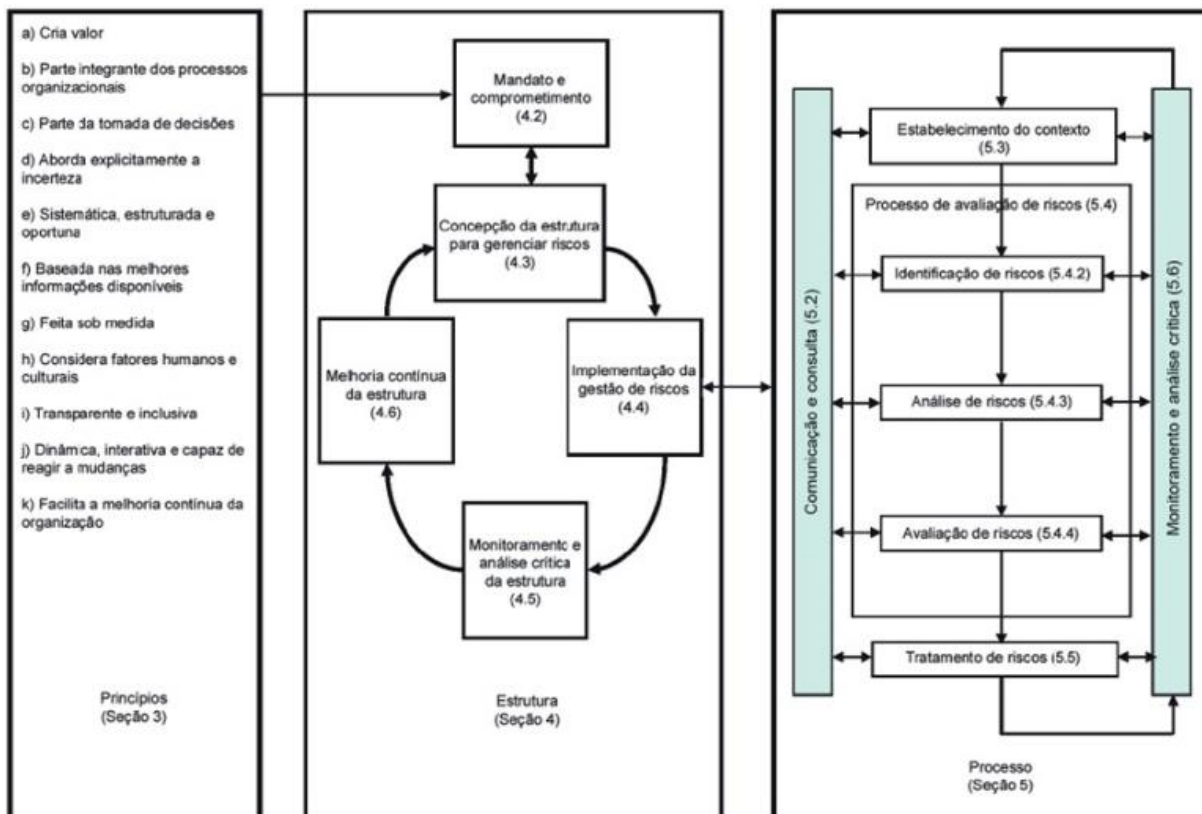 a) Cria valor
b) Parte integrante dos processos
organizacionais
c) Parte da tomada de decisões
d) Aborda explicitamente a
incerteza
e) Sistemática, estruturada e
oportuna
f) Baseada nas melhores
informações disponíveis
g) Feita sob medida
h) Considera fatores humanos e
culturais
i) Transparente e inclusiva
j) Dinâmica, interativa e capaz de
reagir a mudanças
k) Facilita a melhoria contínua da
organização
Princípios
(Seção 3)
Mandato e
comprometimento
(4.2)
Concepção da estrutura
para gerenciar riscos
(4.3)
Melhoria contínua
da estrutura
(4.6)
Implementação da
gestão de riscos
(4.4)
Monitoramento e
análise crítica
da estrutura
(4.5)
Estrutura
(Seção 4)
Comunicação e consulta (5.2)
Estabelecimento do contexto
(5.3)
Processo de avaliação de riscos (5.4)
Identificação de riscos (5.4.2)
Análise de riscos (5.4.3)
Avaliação de riscos (5.4.4)
Tratamento de riscos (5.5)
Monitoramento e análise crítica (5.6)
Processo
(Seção 5)